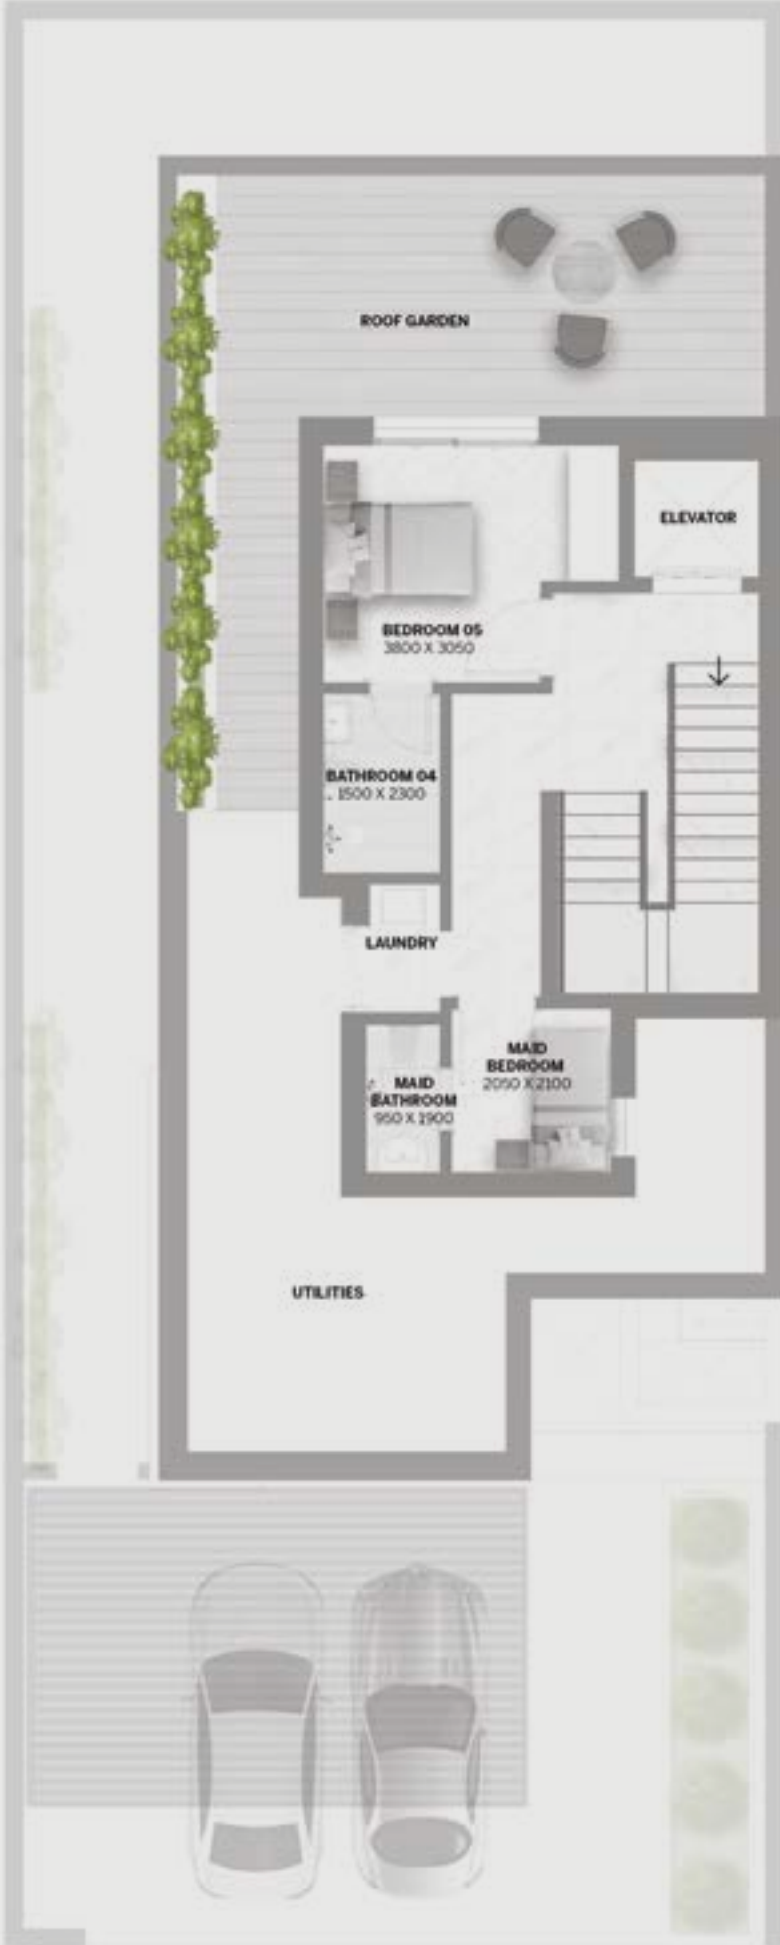 ROOF GARDEN
ELEVATOR
BEDROOM 05
3800 X 3050
BATHROOM 04
1500 X 2300
LAUNDRY
MAID
BEDROOM
2050 X 2100
MAID
BATHROOM
950 X 1900
UTILITIES